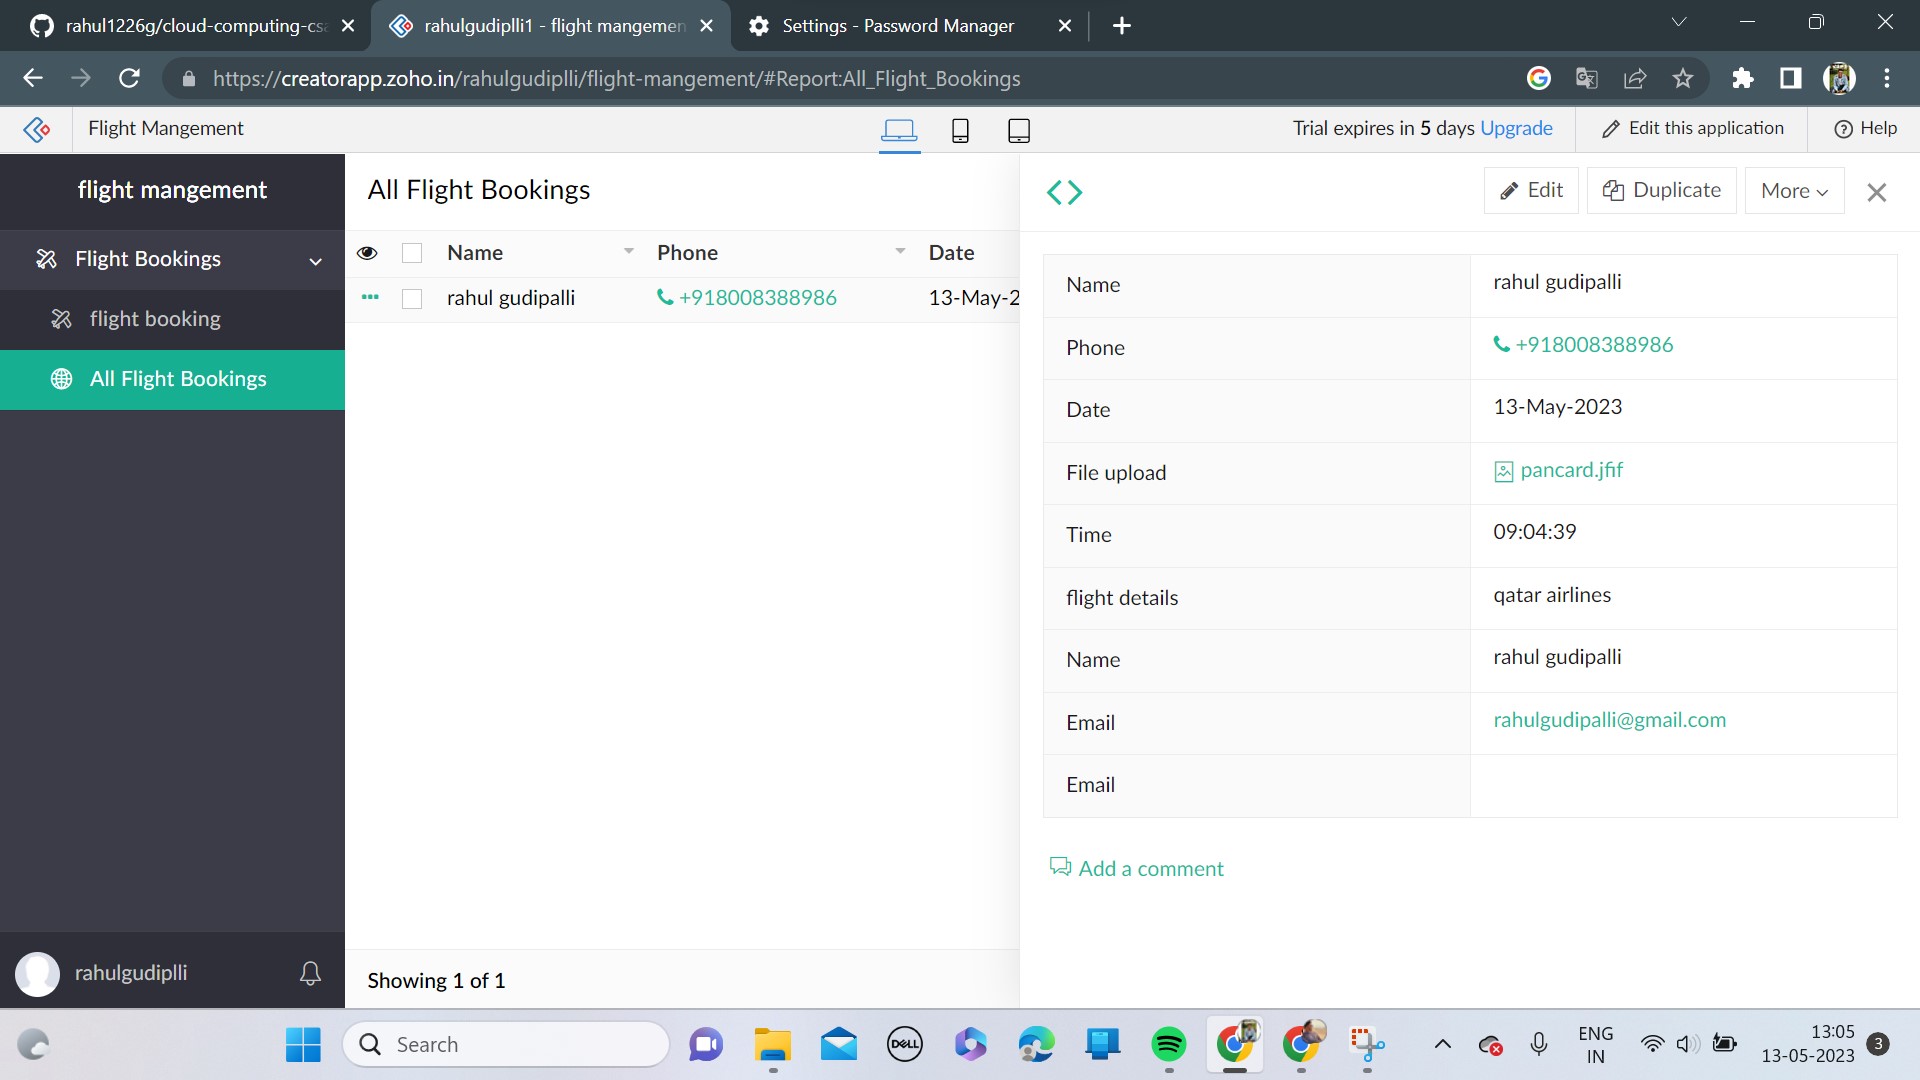 rahul1226g/cloud-computing-csa
rahulgudiplli1 - flight mangemen
Settings - Password Manager
https://creatorapp.zoho.in/rahulgudiplli/flight-mangement/#Report:All_Flight_Bookings
Flight Mangement
Trial expires in 5 days Upgrade
Edit this application
Help
flight mangement
Flight Bookings
flight booking
All Flight Bookings
rahulgudiplli
All Flight Bookings
Name Phone Date
rahul gudipalli +918008388986 13-May-2
Showing 1 of 1
Edit Duplicate More
Name rahul gudipalli
Phone +918008388986
Date 13-May-2023
File upload pancard.jfif
Time 09:04:39
flight details qatar airlines
Name rahul gudipalli
Email rahulgudipalli@gmail.com
Email
Add a comment
Search
DELL
ENG
IN
13:05
13-05-2023
3